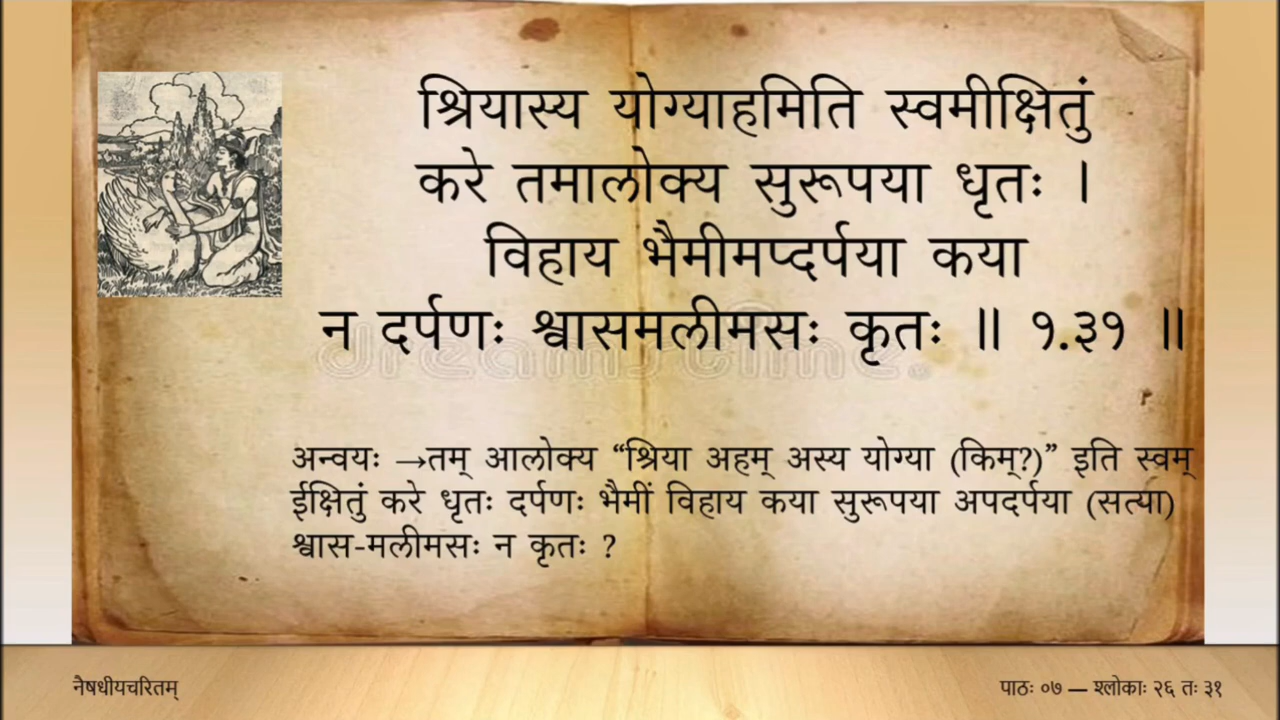 श्रियास्य योग्याहमिति स्वमीक्षितुं
करे तमालोक्य सुरूपया धृतः ।
विहाय भैमीमप्दर्पया कया
न दर्पणः श्वासमलीमसः कृतः ॥ १.३१ ॥
dreamstime.
अन्वयः →तम् आलोक्य “श्रिया अहम् अस्य योग्या (किम्?)” इति स्वम्
ईक्षितुं करे धृतः दर्पणः भैमीं विहाय कया सुरूपया अपदर्पया (सत्या)
श्वास-मलीमसः न कृतः ?
नैषधीयचरितम्
पाठः ०७ — श्लोकाः २६ तः ३१